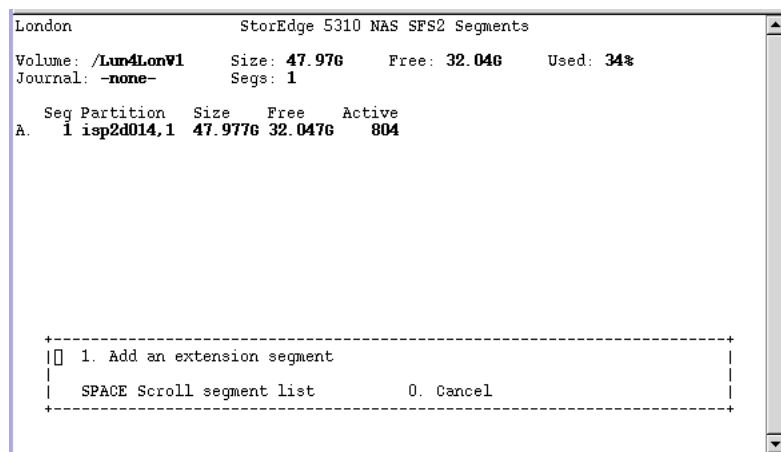 London StorEdge 5310 NAS SFS2 Segments
Volume: /Lun4LonV1 Size: 47.97G Free: 32.04G Used: 34%
Journal: -none- Segs: 1
Seg Partition Size Free Active
A. 1 isp2d014,1 47.977G 32.047G 804
1. Add an extension segment
SPACE Scroll segment list 0. Cancel